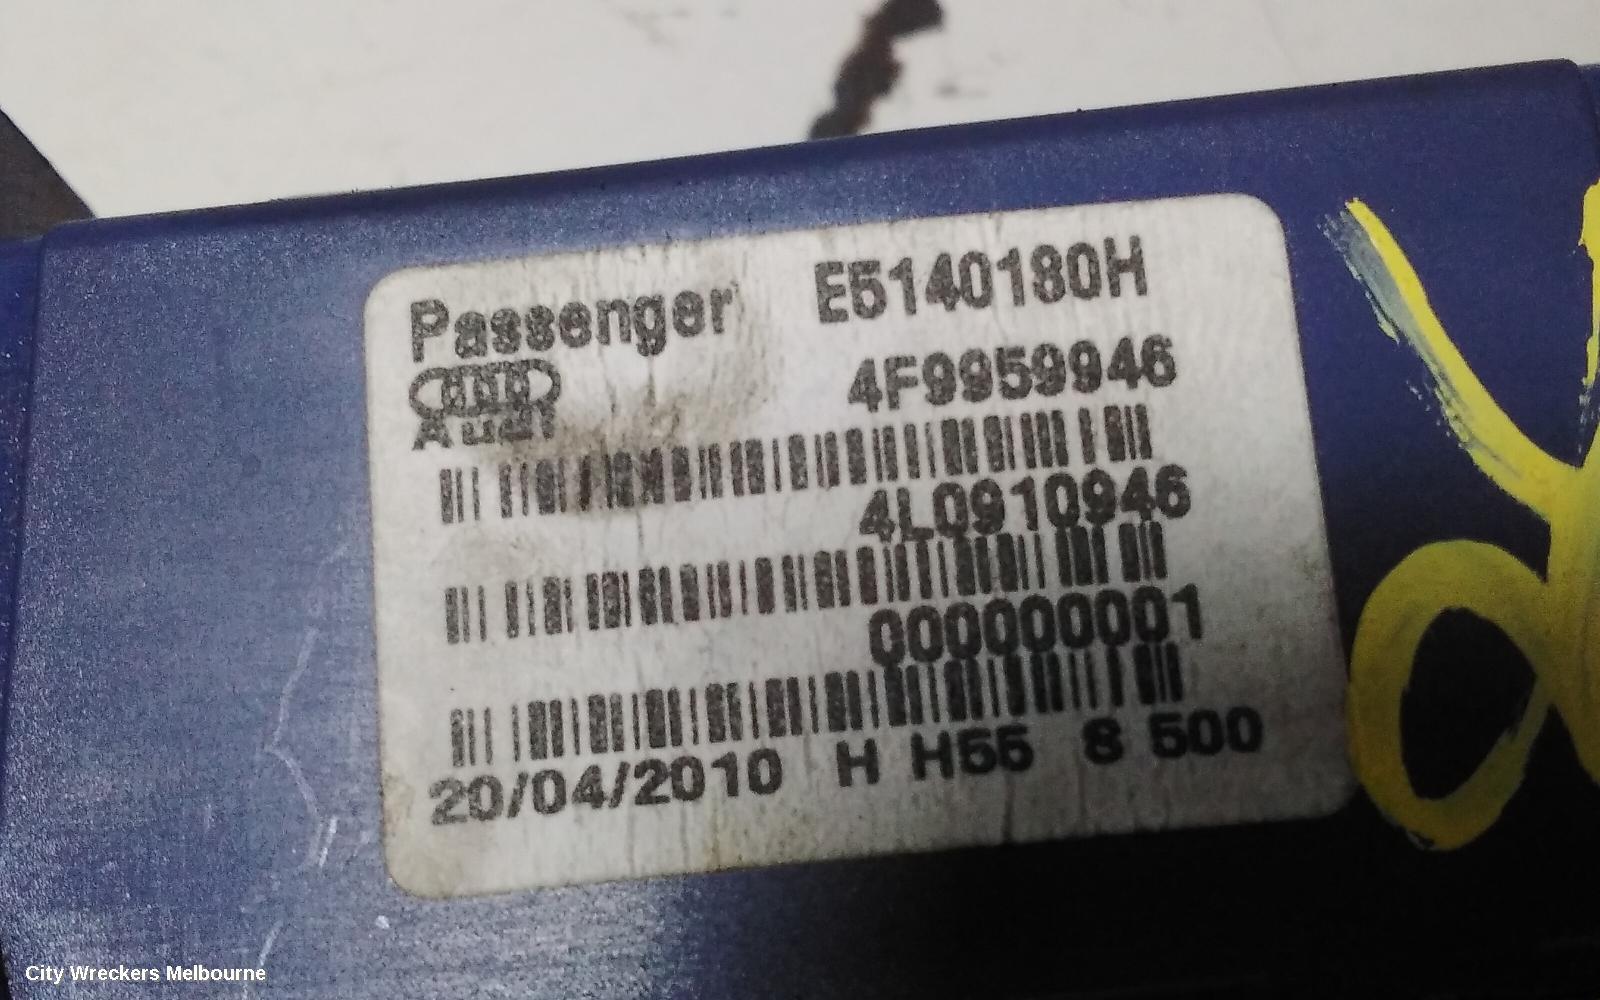 Passenger E5140180H
Audi 4F9959946
4L0910946
000000001
20/04/2010 H H55 8 500
City Wreckers Melbourne